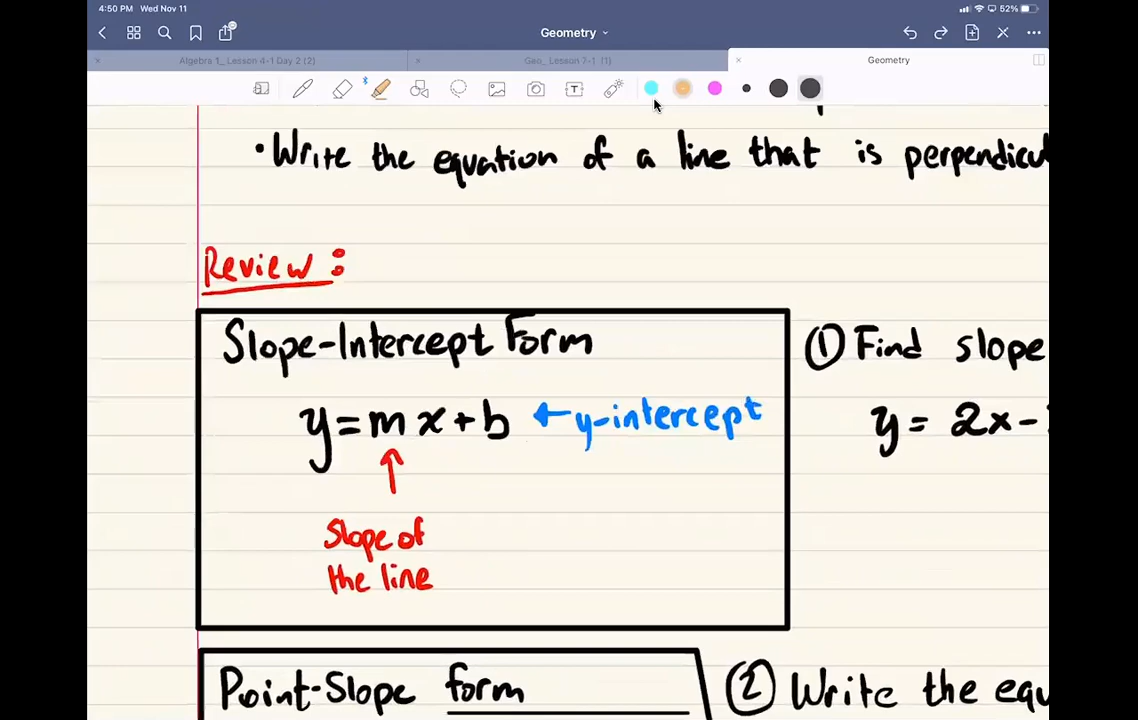 4:50 PM Wed Nov 11
52%
Geometry
Algebra 1_ Lesson 4-1 Day 2 (2)
Geo_ Lesson 7-1 (1)
Geometry
• Write the equation of a line that is perpendicul
Review:
Slope-Intercept Form
① Find slope
y=mx+b ← y-intercept
y= 2x-
↑
Slope of
the line
Point-Slope form
② Write the equ